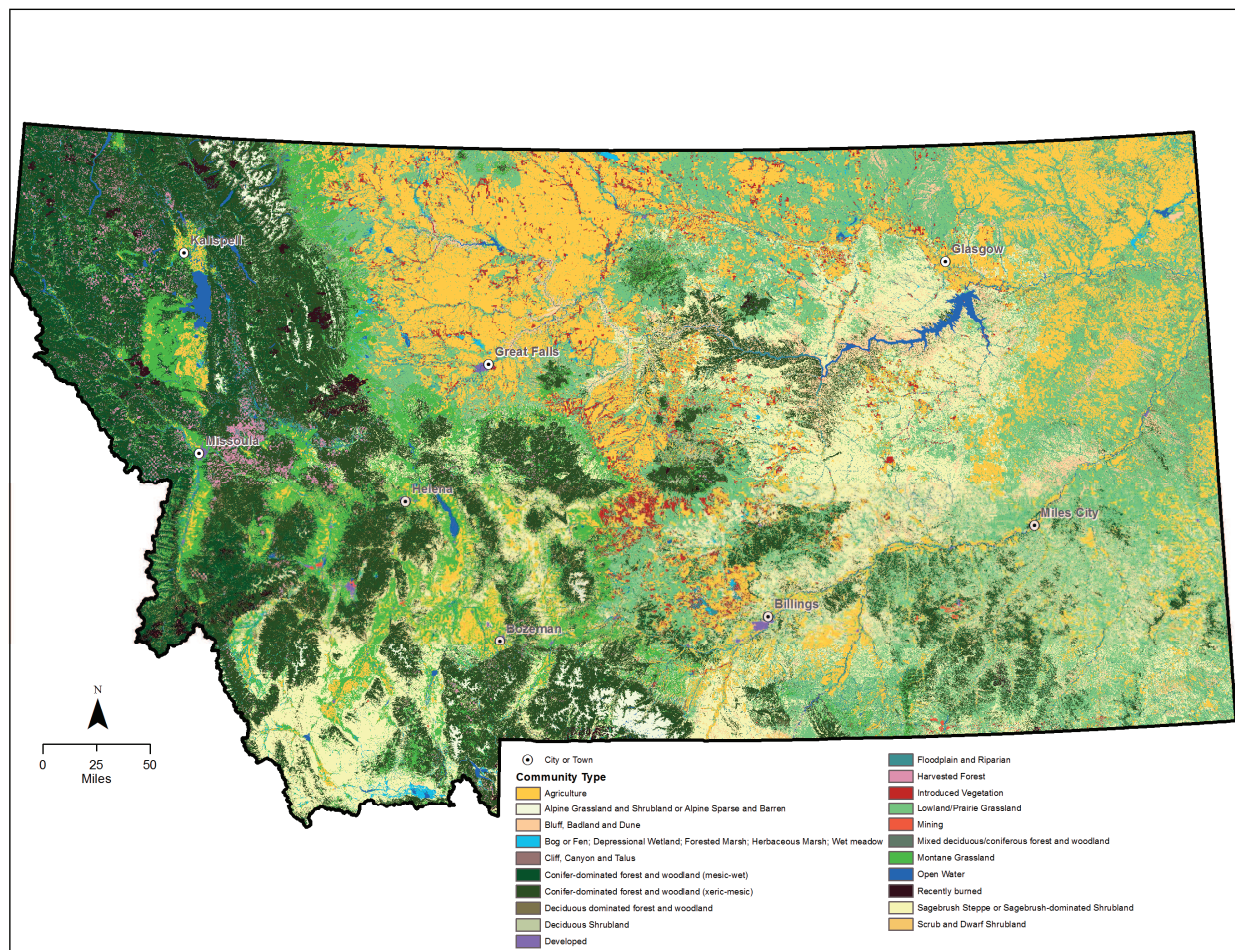 Kalispell
Glasgow
Great Falls
Missoula
Helena
Miles City
Billings
Bozeman
N
0 25 50
Miles
City or Town
Community Type
Agriculture
Alpine Grassland and Shrubland or Alpine Sparse and Barren
Bluff, Badland and Dune
Bog or Fen; Depressional Wetland; Forested Marsh; Herbaceous Marsh; Wet meadow
Cliff, Canyon and Talus
Conifer-dominated forest and woodland (mesic-wet)
Conifer-dominated forest and woodland (xeric-mesic)
Deciduous dominated forest and woodland
Deciduous Shrubland
Developed
Floodplain and Riparian
Harvested Forest
Introduced Vegetation
Lowland/Prairie Grassland
Mining
Mixed deciduous/coniferous forest and woodland
Montane Grassland
Open Water
Recently burned
Sagebrush Steppe or Sagebrush-dominated Shrubland
Scrub and Dwarf Shrubland